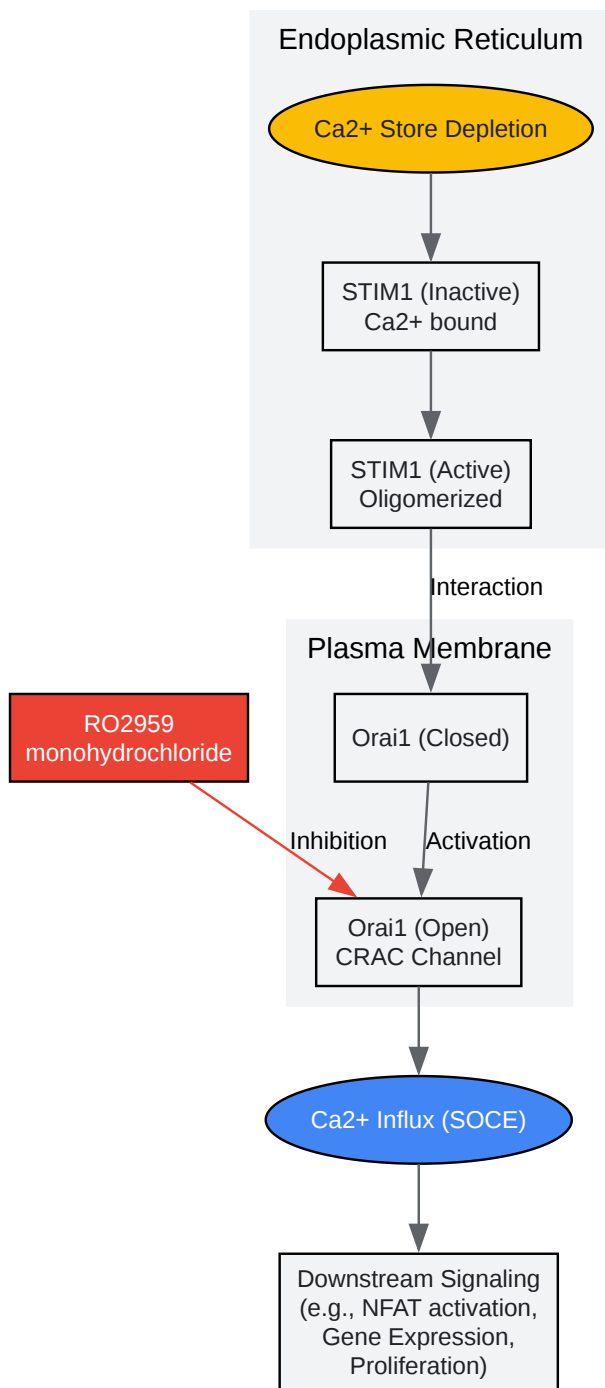 Endoplasmic Reticulum
Ca2+ Store Depletion
STIM1 (Inactive)
Ca2+ bound
STIM1 (Active)
Oligomerized
Interaction
Plasma Membrane
RO2959
monohydrochloride
Orai1 (Closed)
Inhibition
Activation
Orai1 (Open)
CRAC Channel
Ca2+ Influx (SOCE)
Downstream Signaling
(e.g., NFAT activation,
Gene Expression,
Proliferation)